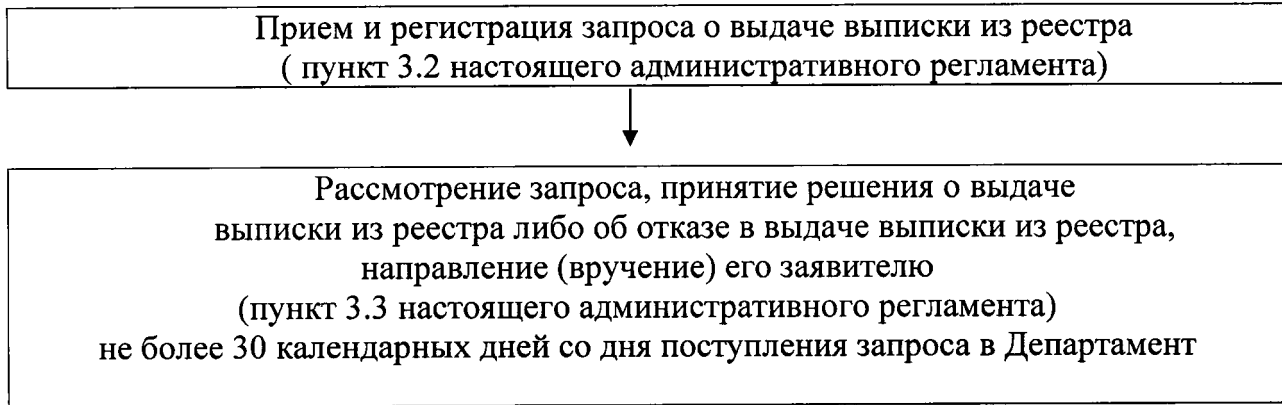 Прием и регистрация запроса о выдаче выписки из реестра
( пункт 3.2 настоящего административного регламента)
Рассмотрение запроса, принятие решения о выдаче
выписки из реестра либо об отказе в выдаче выписки из реестра,
направление (вручение) его заявителю
(пункт 3.3 настоящего административного регламента)
не более 30 календарных дней со дня поступления запроса в Департамент